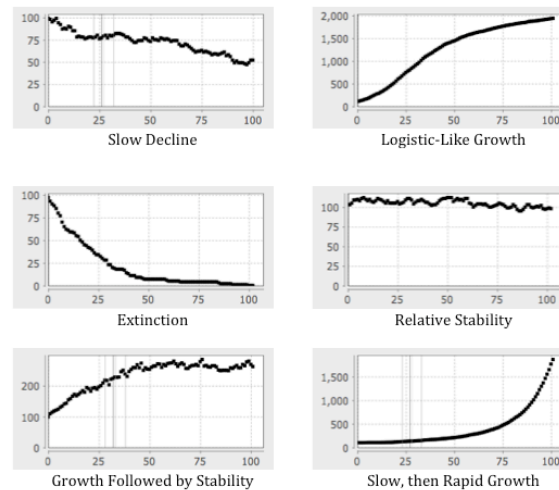 100
75
50
25
0
0 25 50 75 100
Slow Decline
2,000
1,500
1,000
500
0
0 25 50 75 100
Logistic-Like Growth
100
75
50
25
0
0 25 50 75 100
Extinction
100
75
50
25
0
0 25 50 75 100
Relative Stability
200
100
0
0 25 50 75 100
Growth Followed by Stability
1,500
1,000
500
0
0 25 50 75 100
Slow, then Rapid Growth